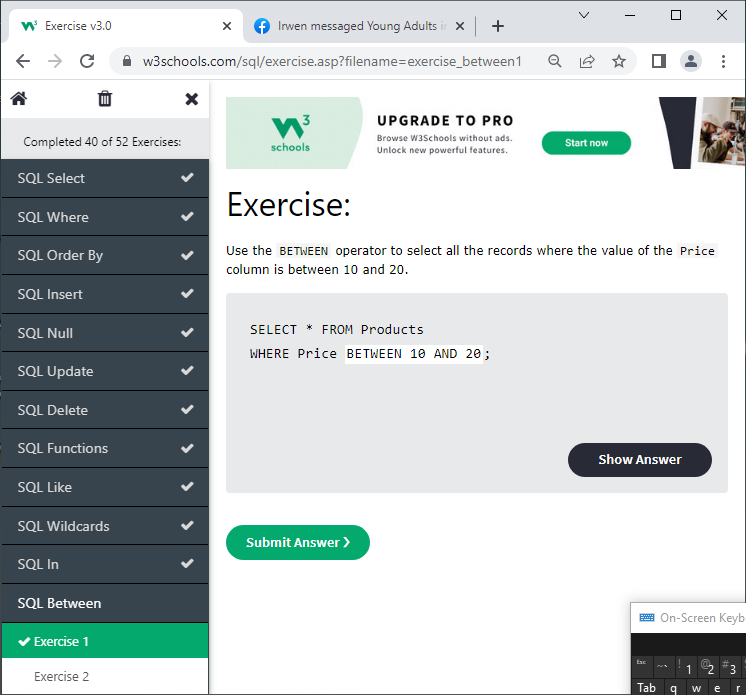 Exercise v3.0
Irwen messaged Young Adults i
w3schools.com/sql/exercise.asp?filename=exercise_between1
Completed 40 of 52 Exercises:
SQL Select
SQL Where
SQL Order By
SQL Insert
SQL Null
SQL Update
SQL Delete
SQL Functions
SQL Like
SQL Wildcards
SQL In
SQL Between
Exercise 1
Exercise 2
W3
schools
UPGRADE TO PRO
Browse W3Schools without ads.
Unlock new powerful features.
Start now
Exercise:
Use the BETWEEN operator to select all the records where the value of the Price
column is between 10 and 20.
SELECT * FROM Products
WHERE Price BETWEEN 10 AND 20;
Show Answer
Submit Answer ❯
On-Screen Keyb
Esc ~ ` ! 1 @ 2 # 3
Tab q w e r